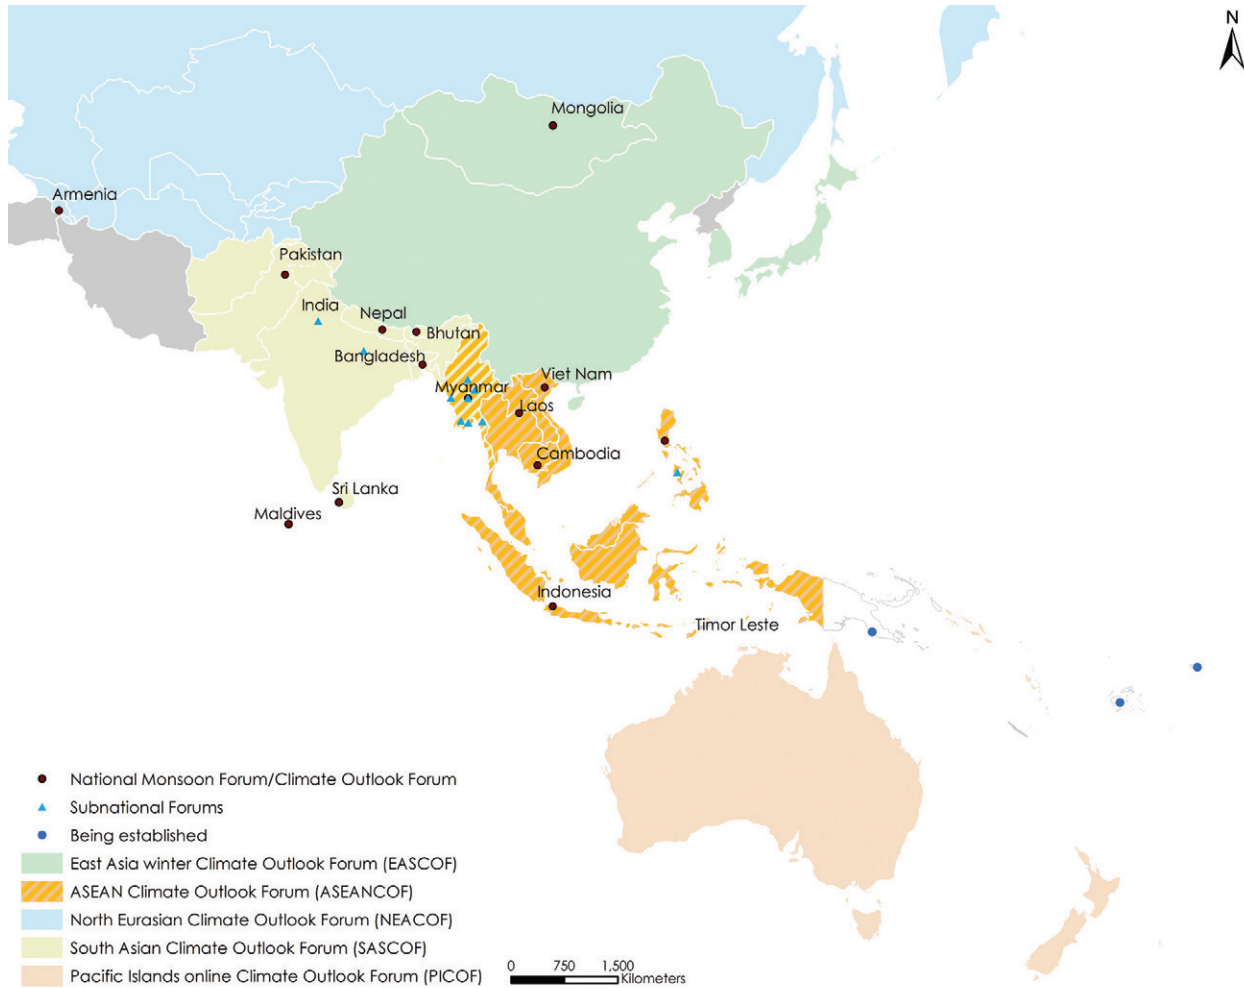 N
Mongolia
Armenia
Pakistan
India
Nepal
Bhutan
Bangladesh
Viet Nam
Myanmar
Laos
Cambodia
Sri Lanka
Maldives
Indonesia
Timor Leste
National Monsoon Forum/Climate Outlook Forum
Subnational Forums
Being established
East Asia winter Climate Outlook Forum (EASCOF)
ASEAN Climate Outlook Forum (ASEANCOF)
North Eurasian Climate Outlook Forum (NEACOF)
South Asian Climate Outlook Forum (SASCOF)
Pacific Islands online Climate Outlook Forum (PICOF)
0 750 1,500
Kilometers